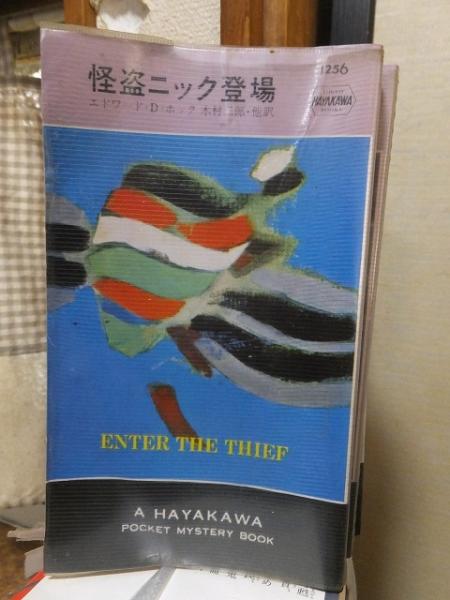 怪盗ニック登場
1256
エドワード・D・ホック 木村二郎・他訳
HAYAKAWA
ENTER THE THIEF
A HAYAKAWA
POCKET MYSTERY BOOK